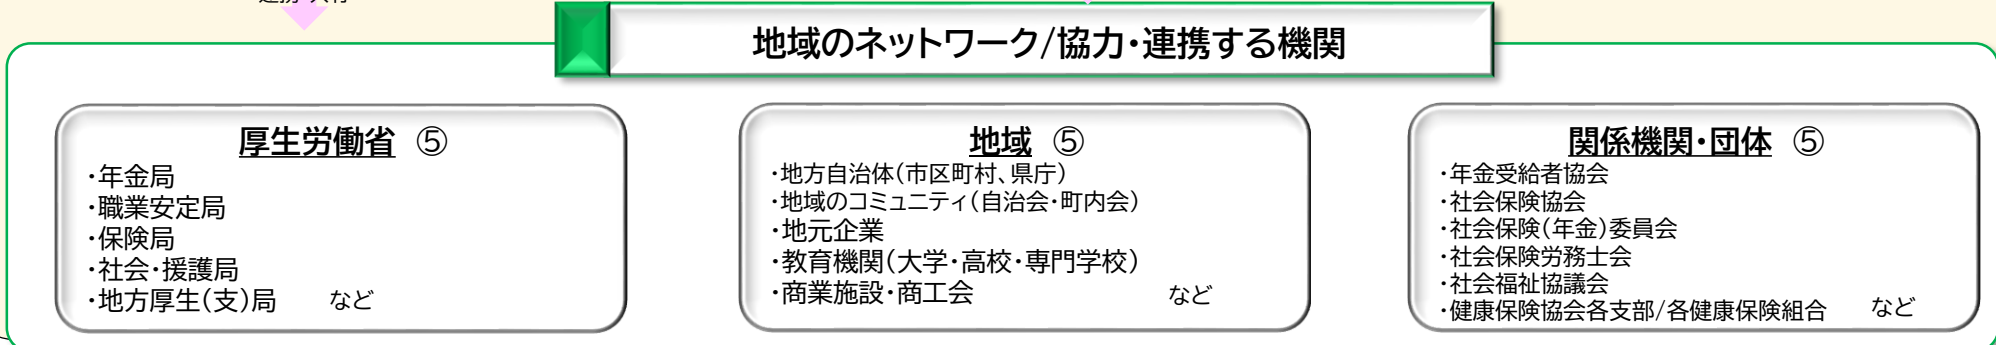 地域のネットワーク/協力・連携する機関
厚生労働省 ⑤
・年金局
・職業安定局
・保険局
・社会・援護局
・地方厚生(支)局 など
地域 ⑤
・地方自治体(市区町村、県庁)
・地域のコミュニティ(自治会・町内会)
・地元企業
・教育機関(大学・高校・専門学校)
・商業施設・商工会 など
関係機関・団体 ⑤
・年金受給者協会
・社会保険協会
・社会保険(年金)委員会
・社会保険労務士会
・社会福祉協議会
・健康保険協会各支部/各健康保険組合 など